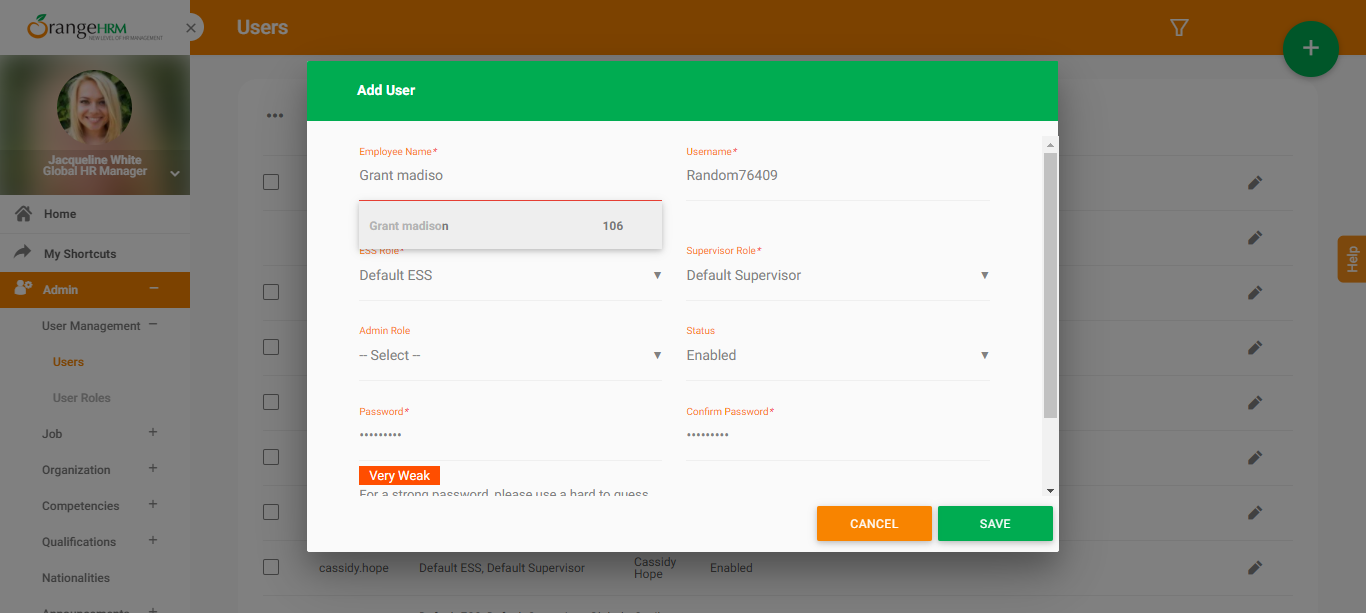 OrangeHRM
NEW LEVEL OF HR MANAGEMENT
Users
Jacqueline White
Global HR Manager
Home
My Shortcuts
Admin
User Management
Users
User Roles
Job
Organization
Competencies
Qualifications
Nationalities
Announcements
Add User
Employee Name*
Grant madiso
Username*
Random76409
Grant madison 106
ESS Role*
Default ESS
Supervisor Role*
Default Supervisor
Admin Role
-- Select --
Status
Enabled
Password*
Confirm Password*
Very Weak
For a strong password, please use a hard to guess
CANCEL
SAVE
cassidy.hope
Default ESS, Default Supervisor
Cassidy
Hope
Enabled
Help